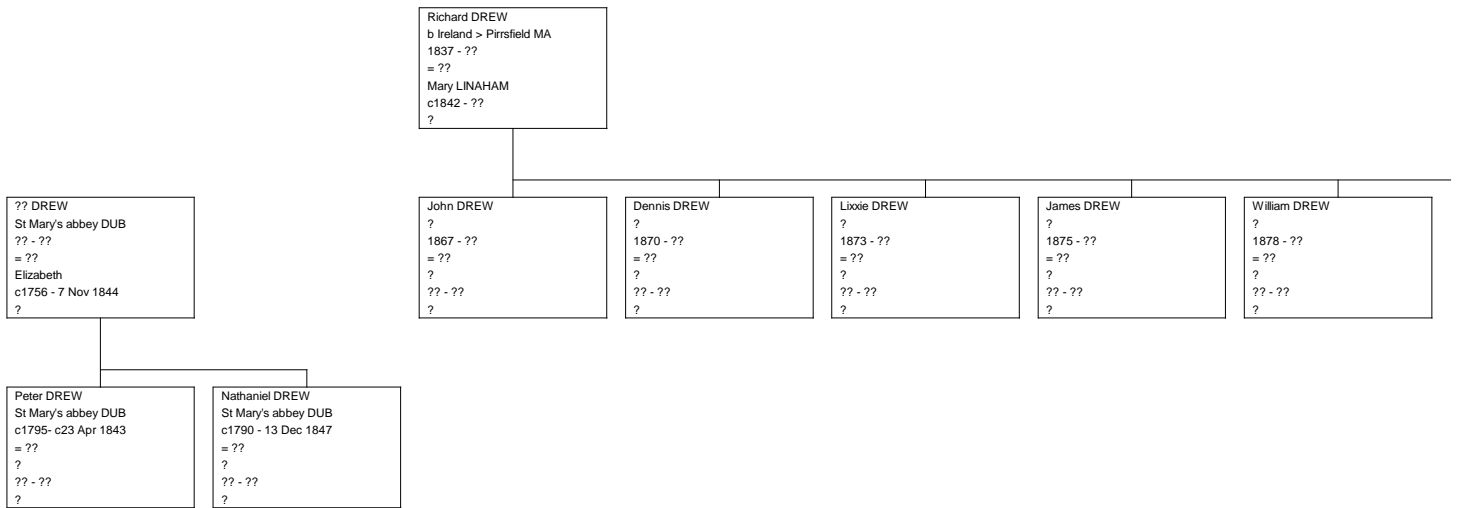 Richard DREW
b Ireland > Pirrsfield MA
1837 - ??
= ??
Mary LINAHAM
c1842 - ??
?
?? DREW
St Mary's abbey DUB
?? - ??
= ??
Elizabeth
c1756 - 7 Nov 1844
?
John DREW
?
1867 - ??
= ??
?
?? - ??
?
Dennis DREW
?
1870 - ??
= ??
?
?? - ??
?
Lixxie DREW
?
1873 - ??
= ??
?
?? - ??
?
James DREW
?
1875 - ??
= ??
?
?? - ??
?
William DREW
?
1878 - ??
= ??
?
?? - ??
?
Peter DREW
St Mary's abbey DUB
c1795- c23 Apr 1843
= ??
?
?? - ??
?
Nathaniel DREW
St Mary's abbey DUB
c1790 - 13 Dec 1847
= ??
?
?? - ??
?